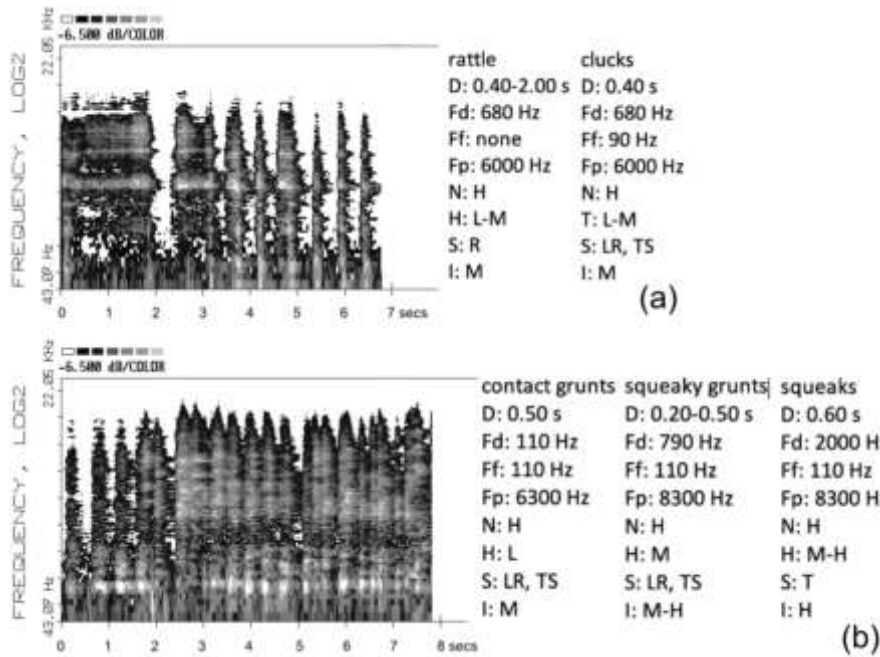 -6.500 dB/COLOR
22.05 KHz
FREQUENCY, LOG2
43.07 Hz
0 1 2 3 4 5 6 7 secs
rattle clucks
D: 0.40-2.00 s D: 0.40 s
Fd: 680 Hz Fd: 680 Hz
Ff: none Ff: 90 Hz
Fp: 6000 Hz Fp: 6000 Hz
N: H N: H
H: L-M T: L-M
S: R S: LR, TS
I: M I: M
(a)
-6.500 dB/COLOR
22.05 KHz
FREQUENCY, LOG2
43.07 Hz
0 1 2 3 4 5 6 7 8 secs
contact grunts squeaky grunts squeaks
D: 0.50 s D: 0.20-0.50 s D: 0.60 s
Fd: 110 Hz Fd: 790 Hz Fd: 2000 H
Ff: 110 Hz Ff: 110 Hz Ff: 110 Hz
Fp: 6300 Hz Fp: 8300 Hz Fp: 8300 H
N: H N: H N: H
H: L H: M H: M-H
S: LR, TS S: LR, TS S: T
I: M I: M-H I: H
(b)